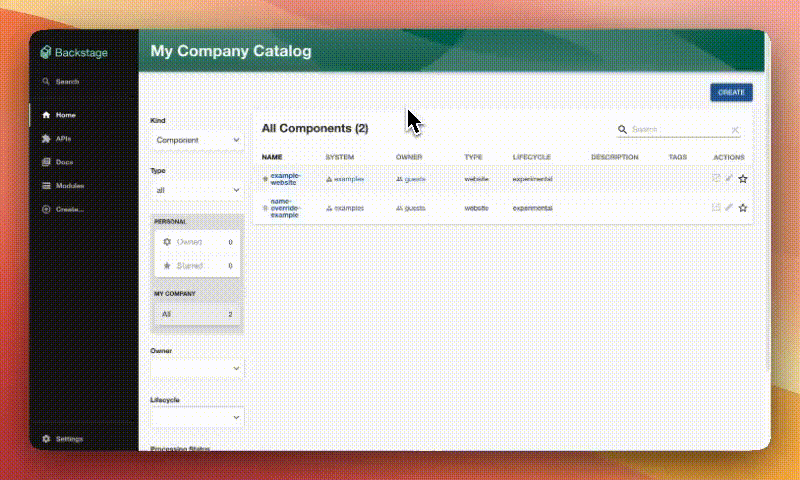 Backstage
My Company Catalog
Search
CREATE
Home
APIs
Docs
Modules
Create...
Settings
Kind
Component
Type
all
PERSONAL
Owned 0
Starred 0
MY COMPANY
All 2
Owner
Lifecycle
Processing Status
All Components (2)
Search
NAME SYSTEM OWNER TYPE LIFECYCLE DESCRIPTION TAGS ACTIONS
example-
website
examples guests website experimental
name-
override-
example
examples guests website experimental